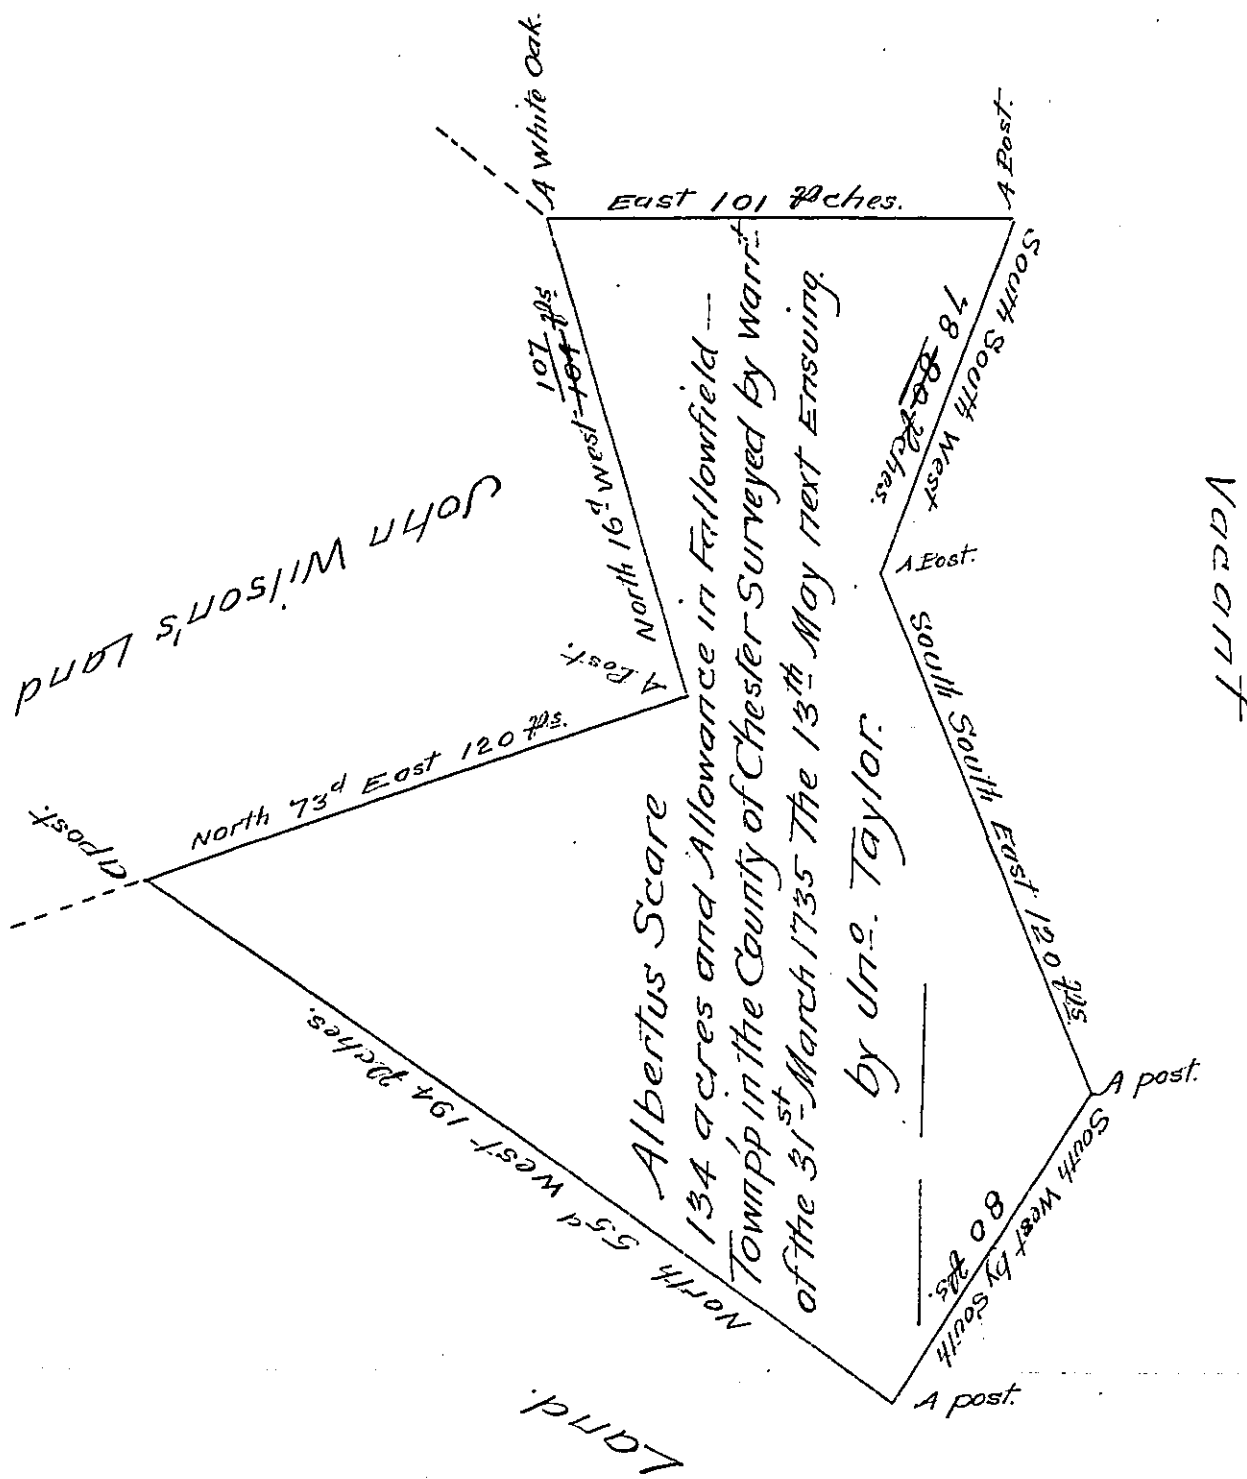 A White Oak.
East 101 Pches.
A Post.
South South West
78 80 Pches.
A Post.
South South East 120 Ps.
A post.
South West by South
80 Ps.
A post.
North 55d West 194 Pches.
a post.
North 73d East 120 Ps.
A Post.
North 16d West 104 Ps.
107
John Wilson's Land
Vacant
Land.
Albertus Scare
134 acres and Allowance in Fallowfield —
Townpp in the County of Chester Surveyed by Warrt.
of the 31st March 1735 The 13th May next Ensuing.
by Jno. Taylor.